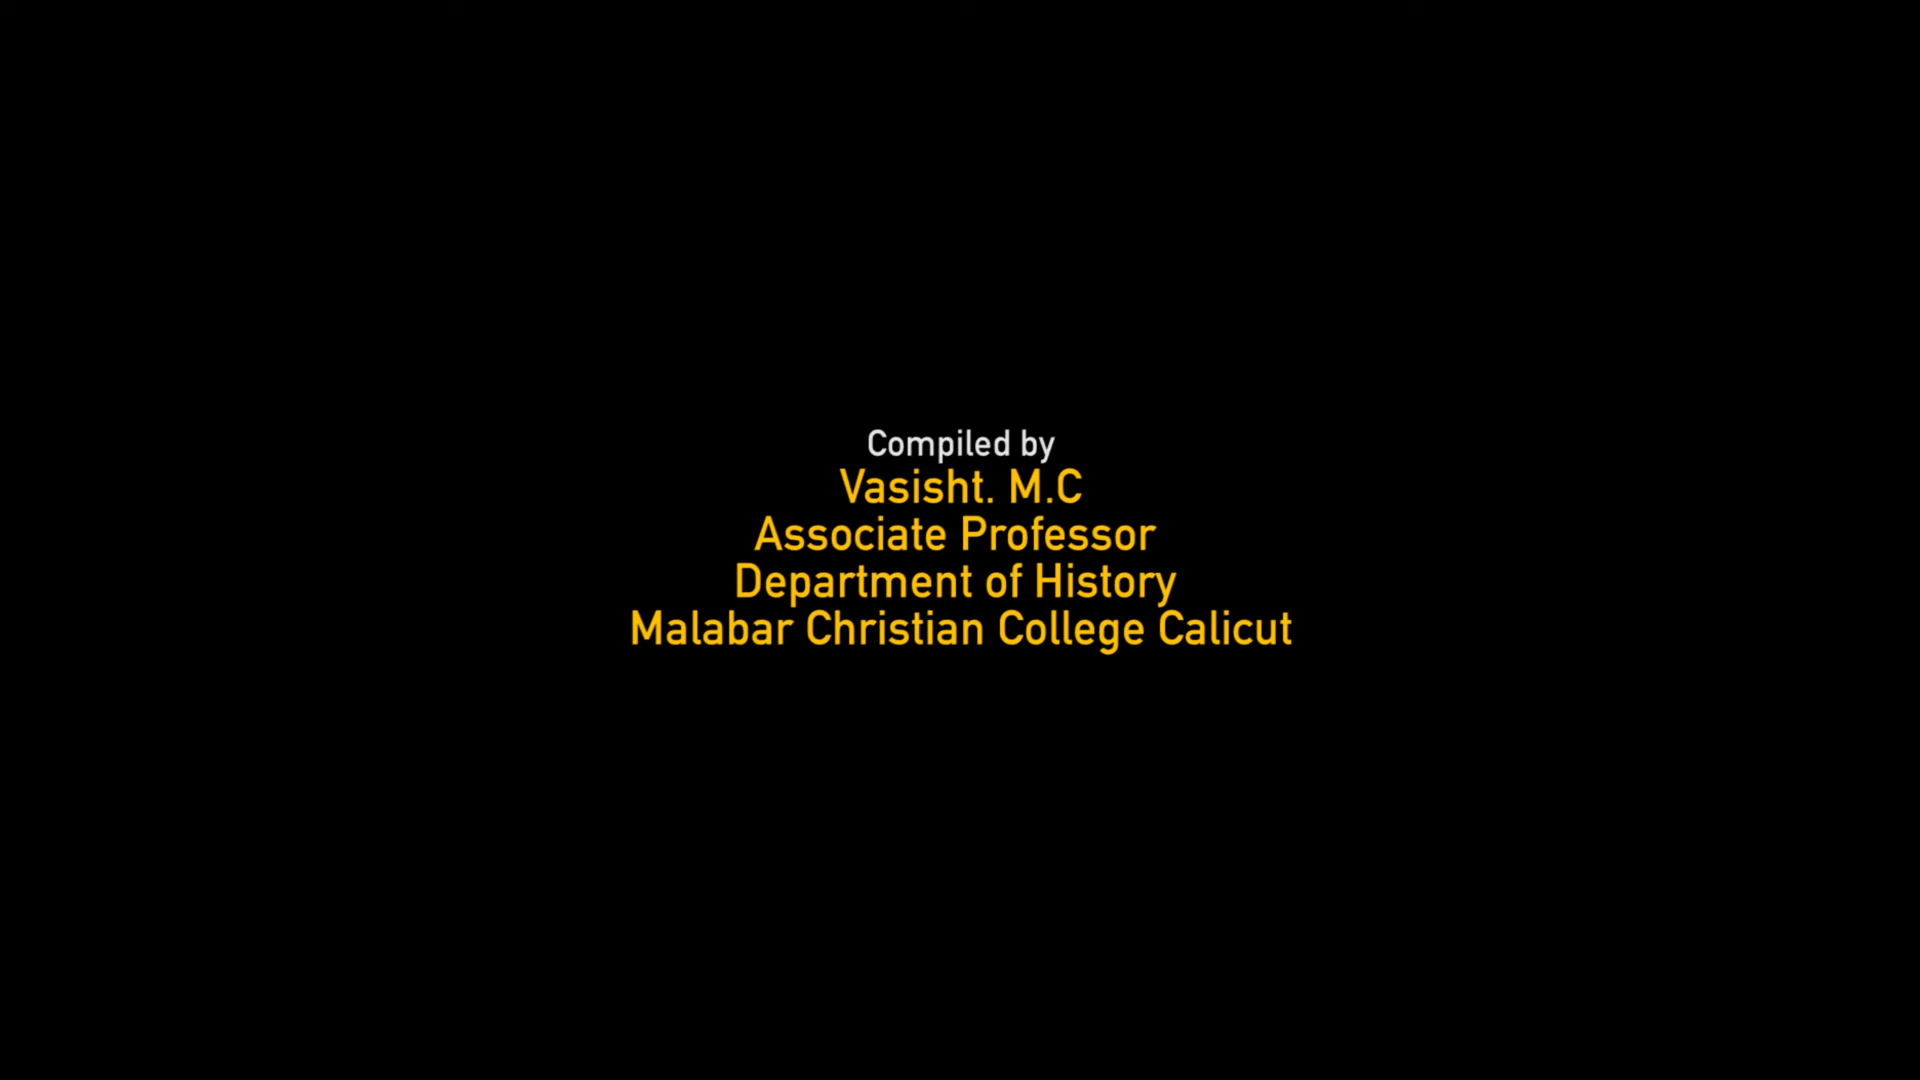 Compiled by
Vasisht. M.C
Associate Professor
Department of History
Malabar Christian College Calicut